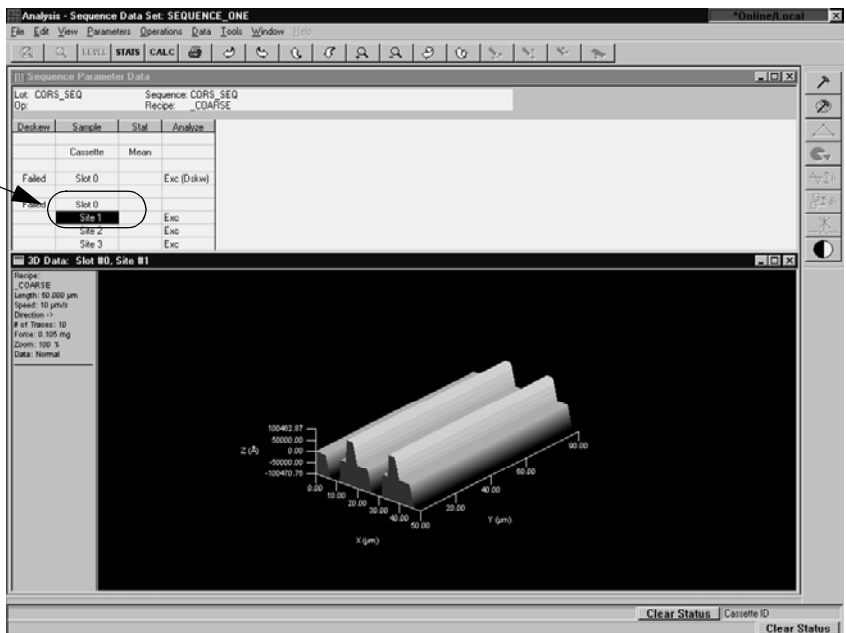 Analysis - Sequence Data Set: SEQUENCE_ONE *Online/Local
File Edit View Parameters Operations Data Tools Window Help
LEVEL STATS CALC
Sequence Parameter Data
Lot: CORS_SEQ Sequence: CORS_SEQ
Op: Recipe: _COARSE
Deskew Sample Stat Analyze
Cassette Mean
Failed Slot 0 Exc (Dskw)
Failed Slot 0
Site 1 Exc
Site 2 Exc
Site 3 Exc
3D Data: Slot #0, Site #1
Recipe:
_COARSE
Length: 50.000 µm
Speed: 10 µm/s
Direction ->
# of Traces: 10
Force: 0.105 mg
Zoom: 100 %
Data: Normal
Z (Å)
100462.87
50000.00
0.00
-50000.00
-100470.76
0.00 10.00 20.00 30.00 40.00 50.00
X (µm)
20.00 40.00 60.00 80.00
Y (µm)
Clear Status Cassette ID
Clear Status